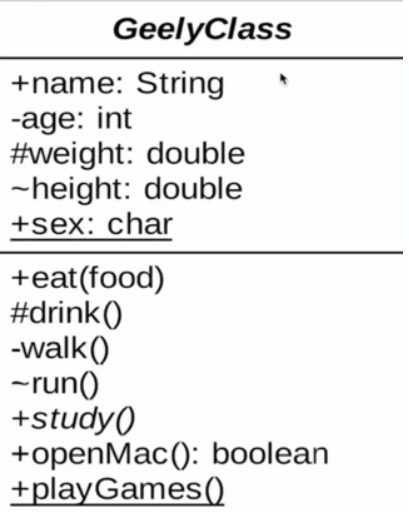 GeelyClass
+name: String
-age: int
#weight: double
~height: double
+sex: char
+eat(food)
#drink()
-walk()
~run()
+study()
+openMac(): boolean
+playGames()